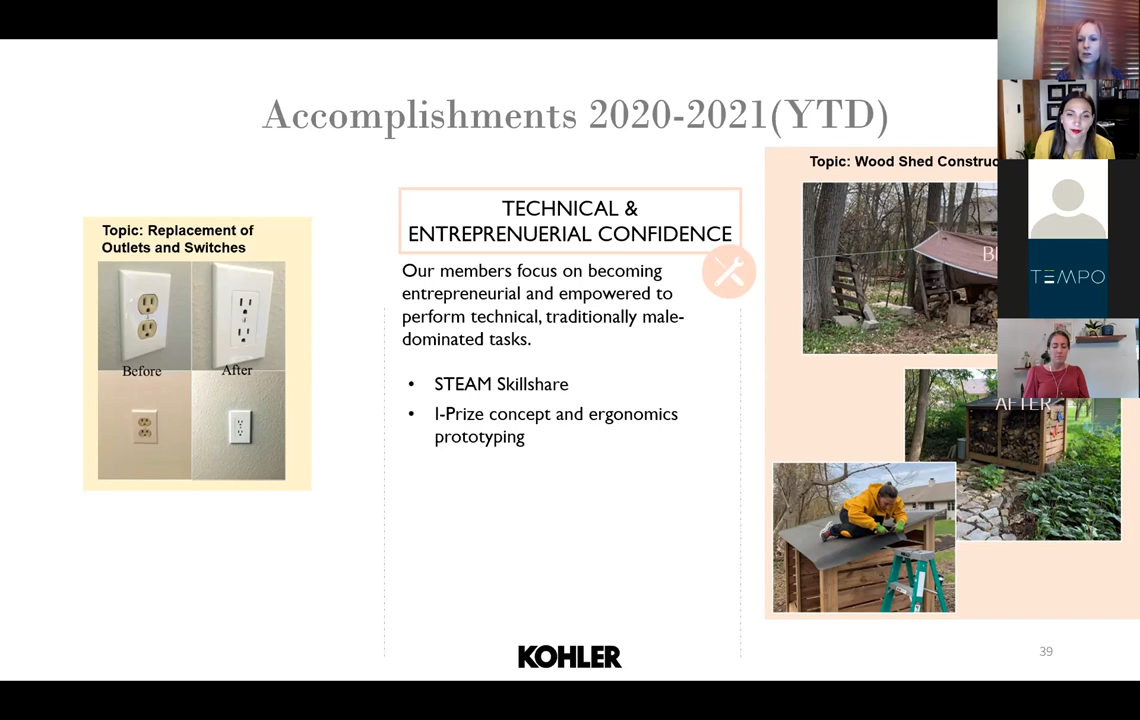 Accomplishments 2020-2021(YTD)
Topic: Replacement of
Outlets and Switches
Before
After
TECHNICAL &
ENTREPRENUERIAL CONFIDENCE
Our members focus on becoming
entrepreneurial and empowered to
perform technical, traditionally male-
dominated tasks.
• STEAM Skillshare
• I-Prize concept and ergonomics
prototyping
Topic: Wood Shed
AFTER
TEMPO
KOHLER
39